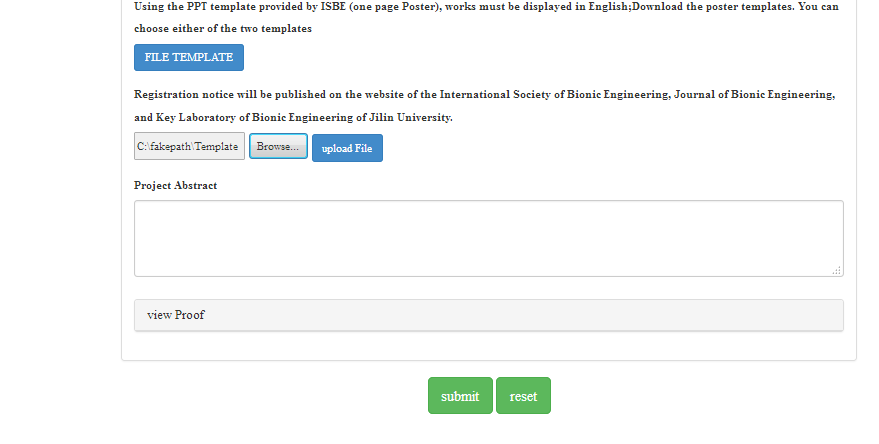 Using the PPT template provided by ISBE (one page Poster), works must be displayed in English;Download the poster templates. You can
choose either of the two templates
FILE TEMPLATE
Registration notice will be published on the website of the International Society of Bionic Engineering, Journal of Bionic Engineering,
and Key Laboratory of Bionic Engineering of Jilin University.
C:\fakepath\Template Browse... upload File
Project Abstract
view Proof
submit reset